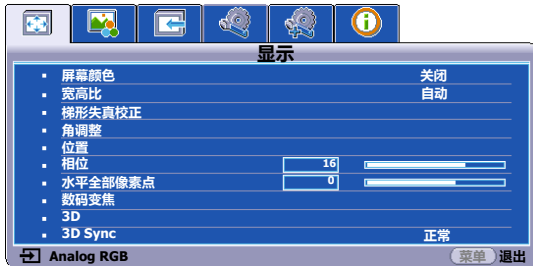 显示
屏幕颜色 关闭
宽高比 自动
梯形失真校正
角调整
位置
相位 16
水平全部像素点 0
数码变焦
3D
3D Sync 正常
Analog RGB 菜单 退出